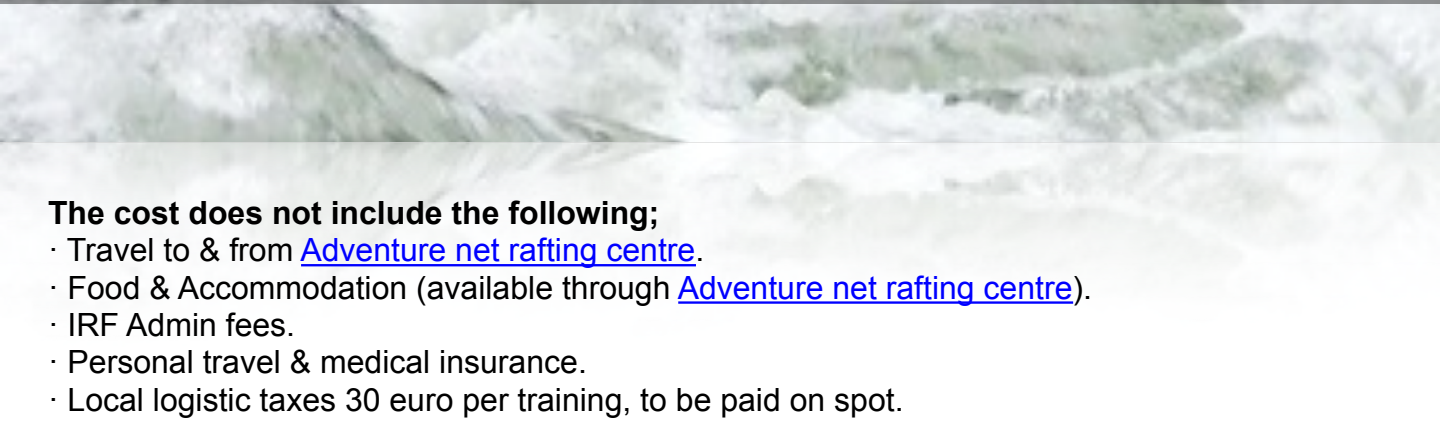 The cost does not include the following;
· Travel to & from Adventure net rafting centre.
· Food & Accommodation (available through Adventure net rafting centre).
· IRF Admin fees.
· Personal travel & medical insurance.
· Local logistic taxes 30 euro per training, to be paid on spot.